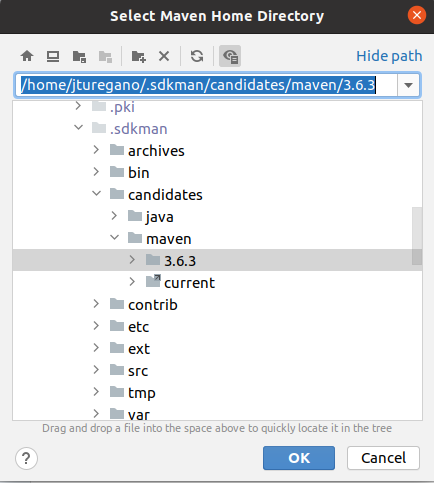 Select Maven Home Directory
Hide path
/home/jturegano/.sdkman/candidates/maven/3.6.3
.pki
.sdkman
archives
bin
candidates
java
maven
3.6.3
current
contrib
etc
ext
src
tmp
var
Drag and drop a file into the space above to quickly locate it in the tree
?
OK
Cancel